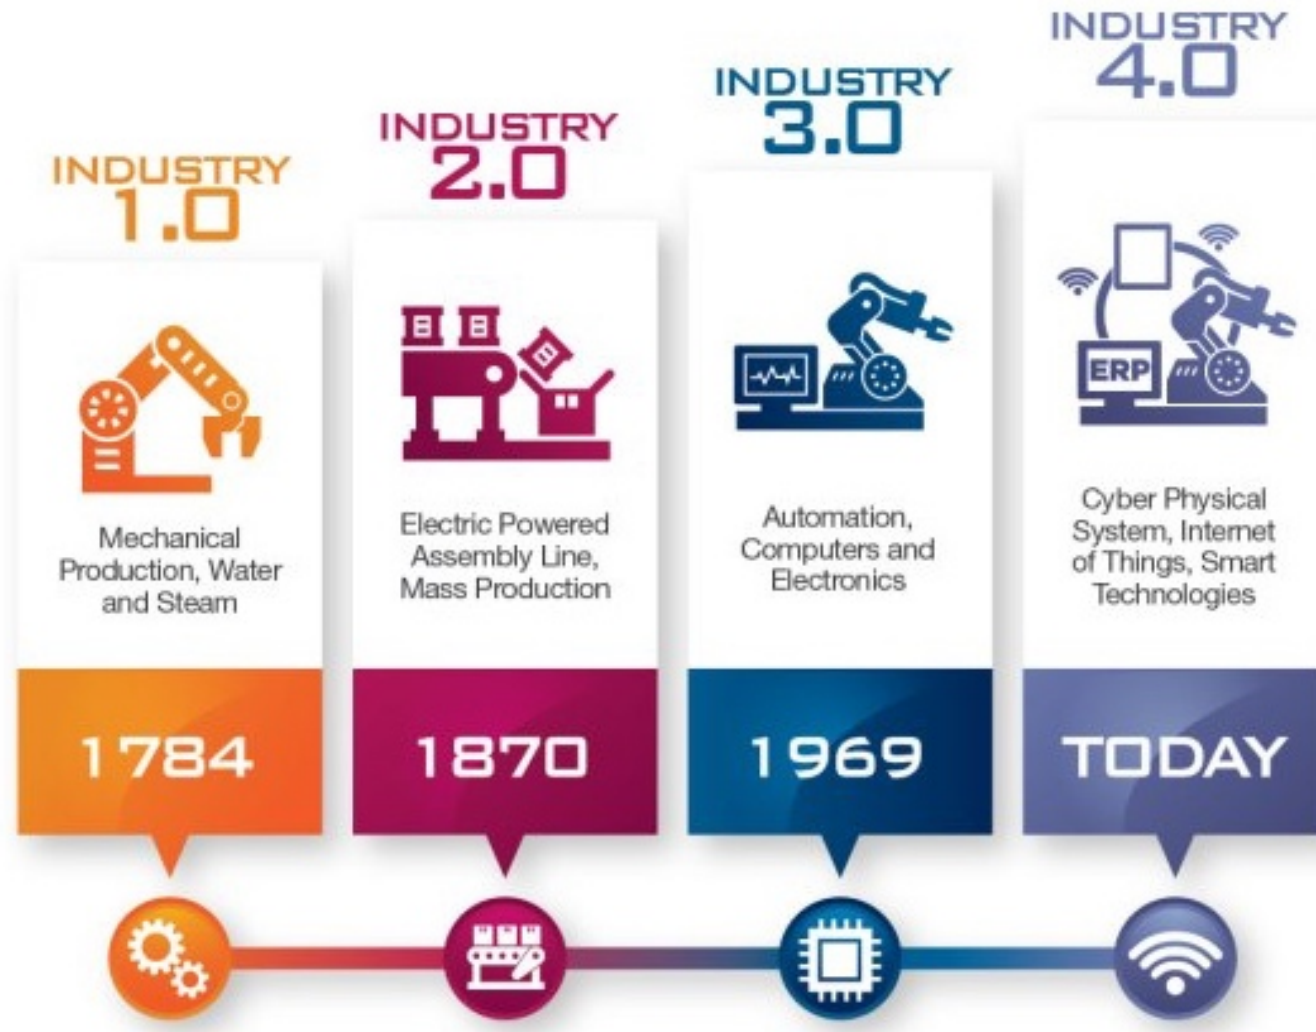 INDUSTRY
1.0
Mechanical
Production, Water
and Steam
1784
INDUSTRY
2.0
Electric Powered
Assembly Line,
Mass Production
1870
INDUSTRY
3.0
Automation,
Computers and
Electronics
1969
INDUSTRY
4.0
ERP
Cyber Physical
System, Internet
of Things, Smart
Technologies
TODAY